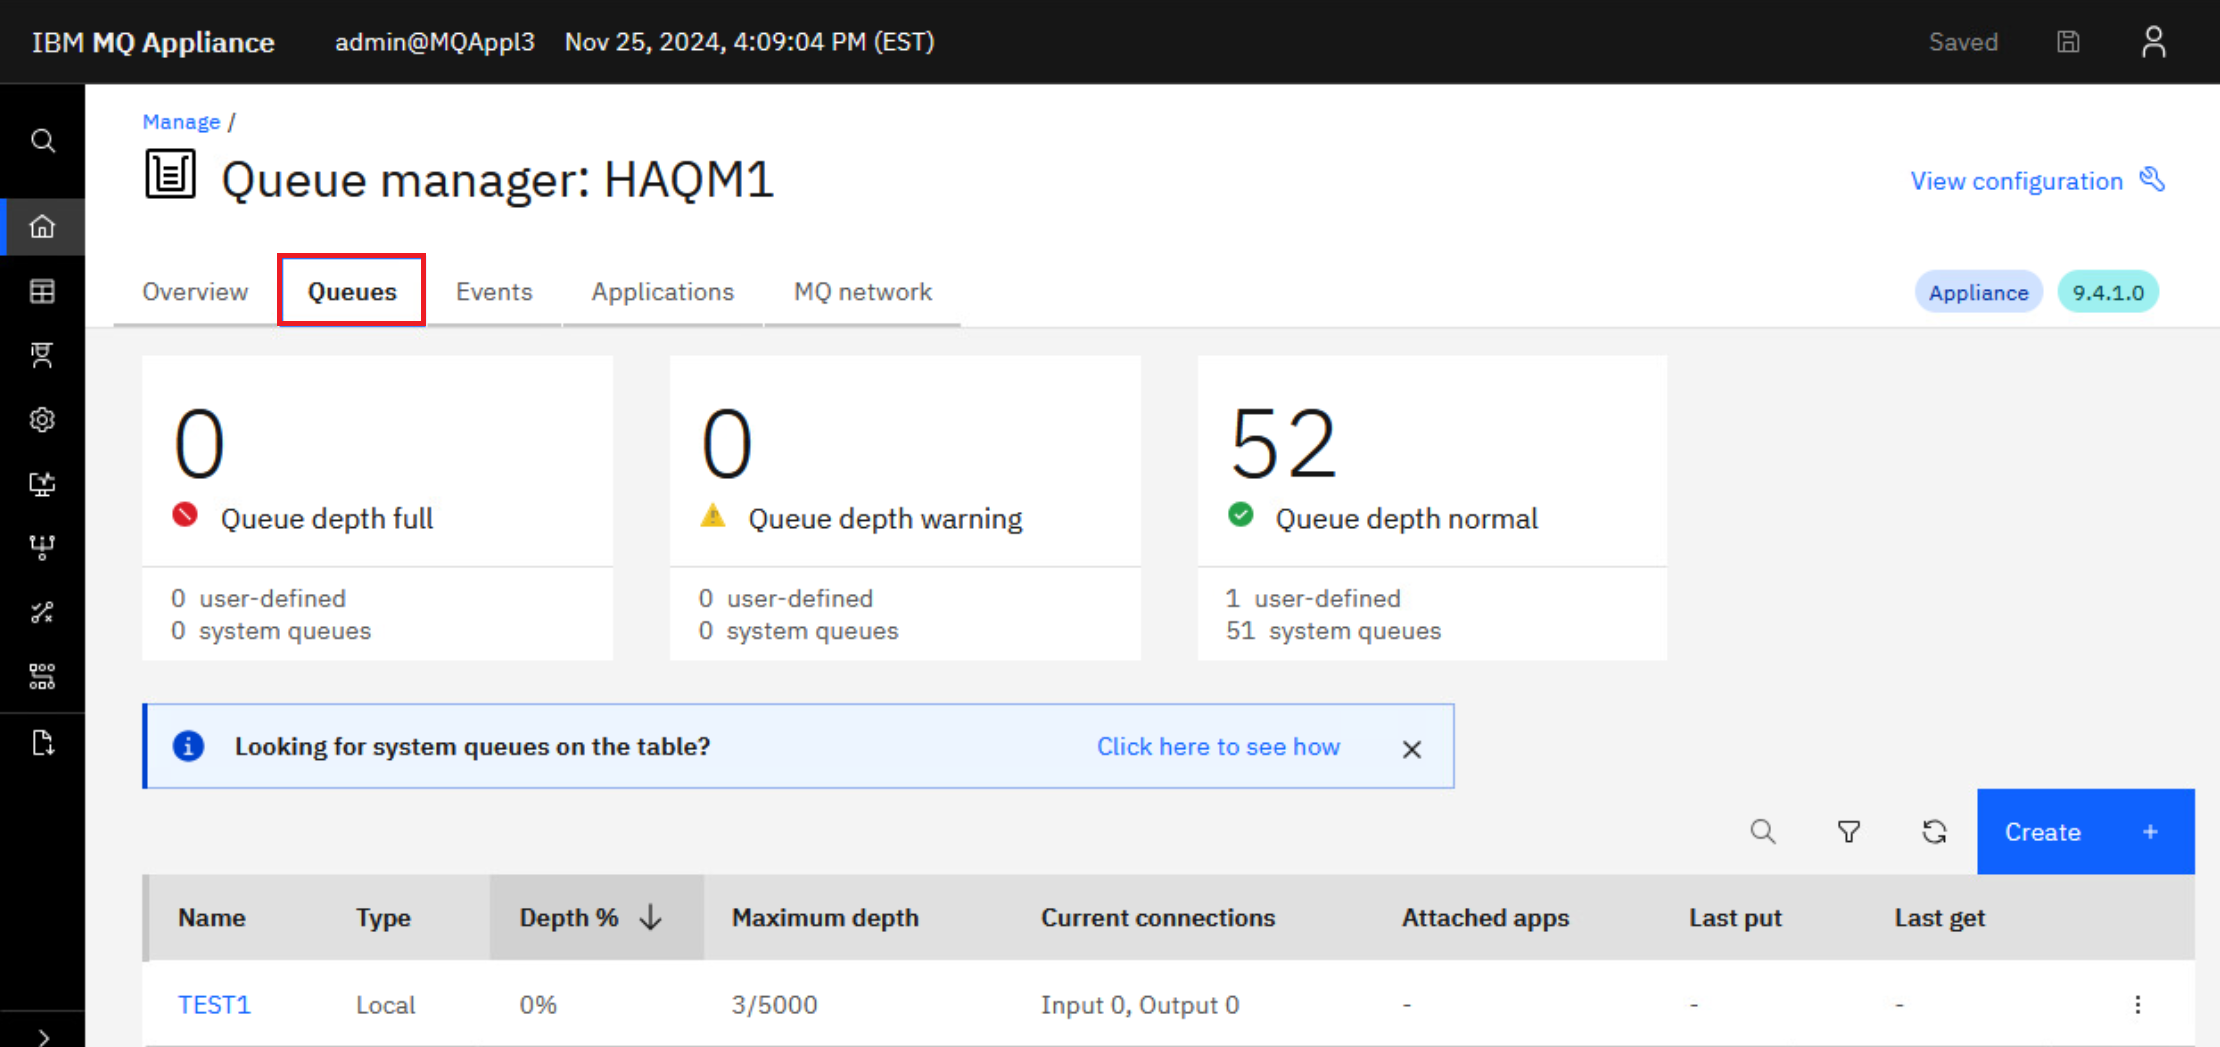 IBM MQ Appliance admin@MQAppl3 Nov 25, 2024, 4:09:04 PM (EST) Saved
Manage /
Queue manager: HAQM1
View configuration
Overview Queues Events Applications MQ network Appliance 9.4.1.0
0 0 52
Queue depth full Queue depth warning Queue depth normal
0 user-defined 0 user-defined 1 user-defined
0 system queues 0 system queues 51 system queues
Looking for system queues on the table? Click here to see how
Create +
Name Type Depth % Maximum depth Current connections Attached apps Last put Last get
TEST1 Local 0% 3/5000 Input 0, Output 0 - - -